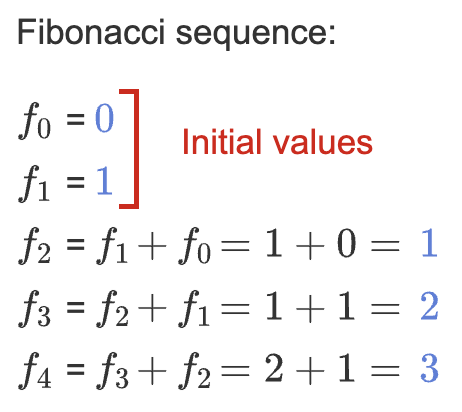 Fibonacci sequence:
f₀ = 0
Initial values
f₁ = 1
f₂ = f₁ + f₀ = 1 + 0 = 1
f₃ = f₂ + f₁ = 1 + 1 = 2
f₄ = f₃ + f₂ = 2 + 1 = 3